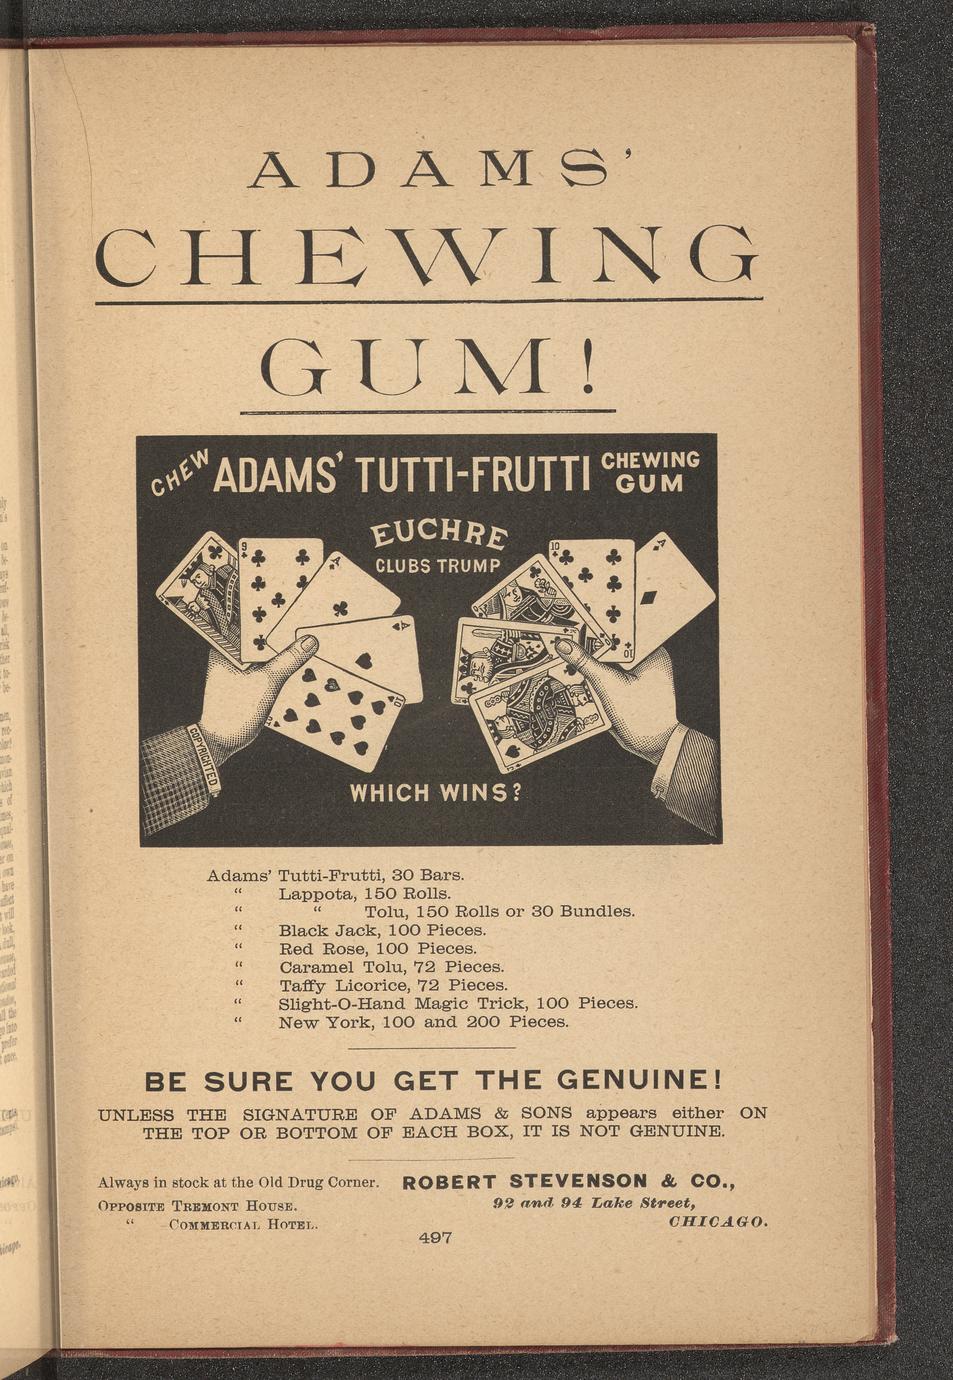 ADAMS'
CHEWING
GUM!
CHEW ADAMS' TUTTI-FRUTTI CHEWING GUM
EUCHRE
CLUBS TRUMP
9
A
A
10
10
10
A
COPYRIGHTED
WHICH WINS?
Adams' Tutti-Frutti, 30 Bars.
“ Lappota, 150 Rolls.
“ “ Tolu, 150 Rolls or 30 Bundles.
“ Black Jack, 100 Pieces.
“ Red Rose, 100 Pieces.
“ Caramel Tolu, 72 Pieces.
“ Taffy Licorice, 72 Pieces.
“ Slight-O-Hand Magic Trick, 100 Pieces.
“ New York, 100 and 200 Pieces.
BE SURE YOU GET THE GENUINE!
UNLESS THE SIGNATURE OF ADAMS & SONS appears either ON
THE TOP OR BOTTOM OF EACH BOX, IT IS NOT GENUINE.
Always in stock at the Old Drug Corner. ROBERT STEVENSON & CO.,
OPPOSITE TREMONT HOUSE. 92 and 94 Lake Street,
“ COMMERCIAL HOTEL. CHICAGO.
497